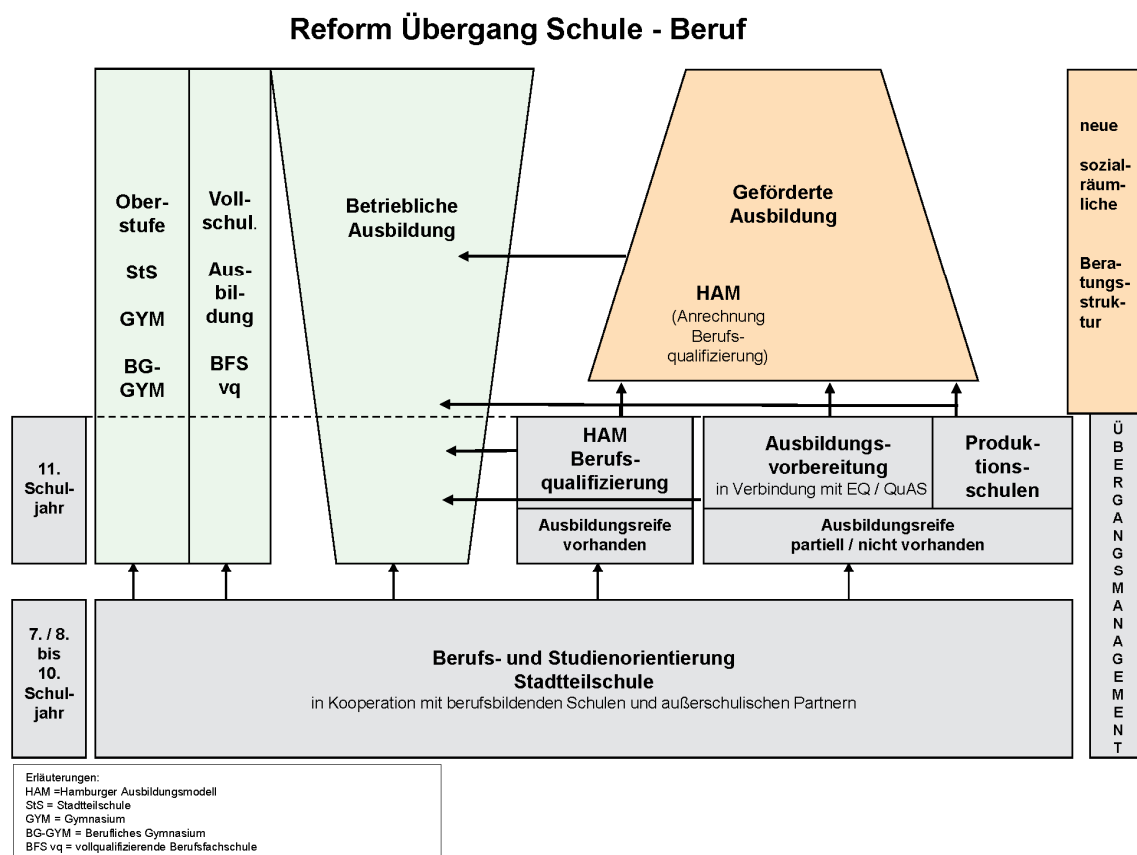 Reform Übergang Schule - Beruf
Ober-
stufe
StS
GYM
BG-
GYM
Voll-
schul.
Aus-
bil-
dung
BFS
vq
Betriebliche
Ausbildung
Geförderte
Ausbildung
HAM
(Anrechnung
Berufs-
qualifizierung)
neue
sozial-
räum-
liche
Bera-
tungs-
struk-
tur
11.
Schul-
jahr
HAM
Berufs-
qualifizierung
Ausbildungsreife
vorhanden
Ausbildungs-
vorbereitung
in Verbindung mit EQ / QuAS
Produk-
tions-
schulen
Ausbildungsreife
partiell / nicht vorhanden
Ü
B
E
R
G
A
N
G
S
M
A
N
A
G
E
M
E
N
T
7. / 8.
bis
10.
Schul-
jahr
Berufs- und Studienorientierung
Stadtteilschule
in Kooperation mit berufsbildenden Schulen und außerschulischen Partnern
Erläuterungen:
HAM =Hamburger Ausbildungsmodell
StS = Stadtteilschule
GYM = Gymnasium
BG-GYM = Berufliches Gymnasium
BFS vq = vollqualifizierende Berufsfachschule